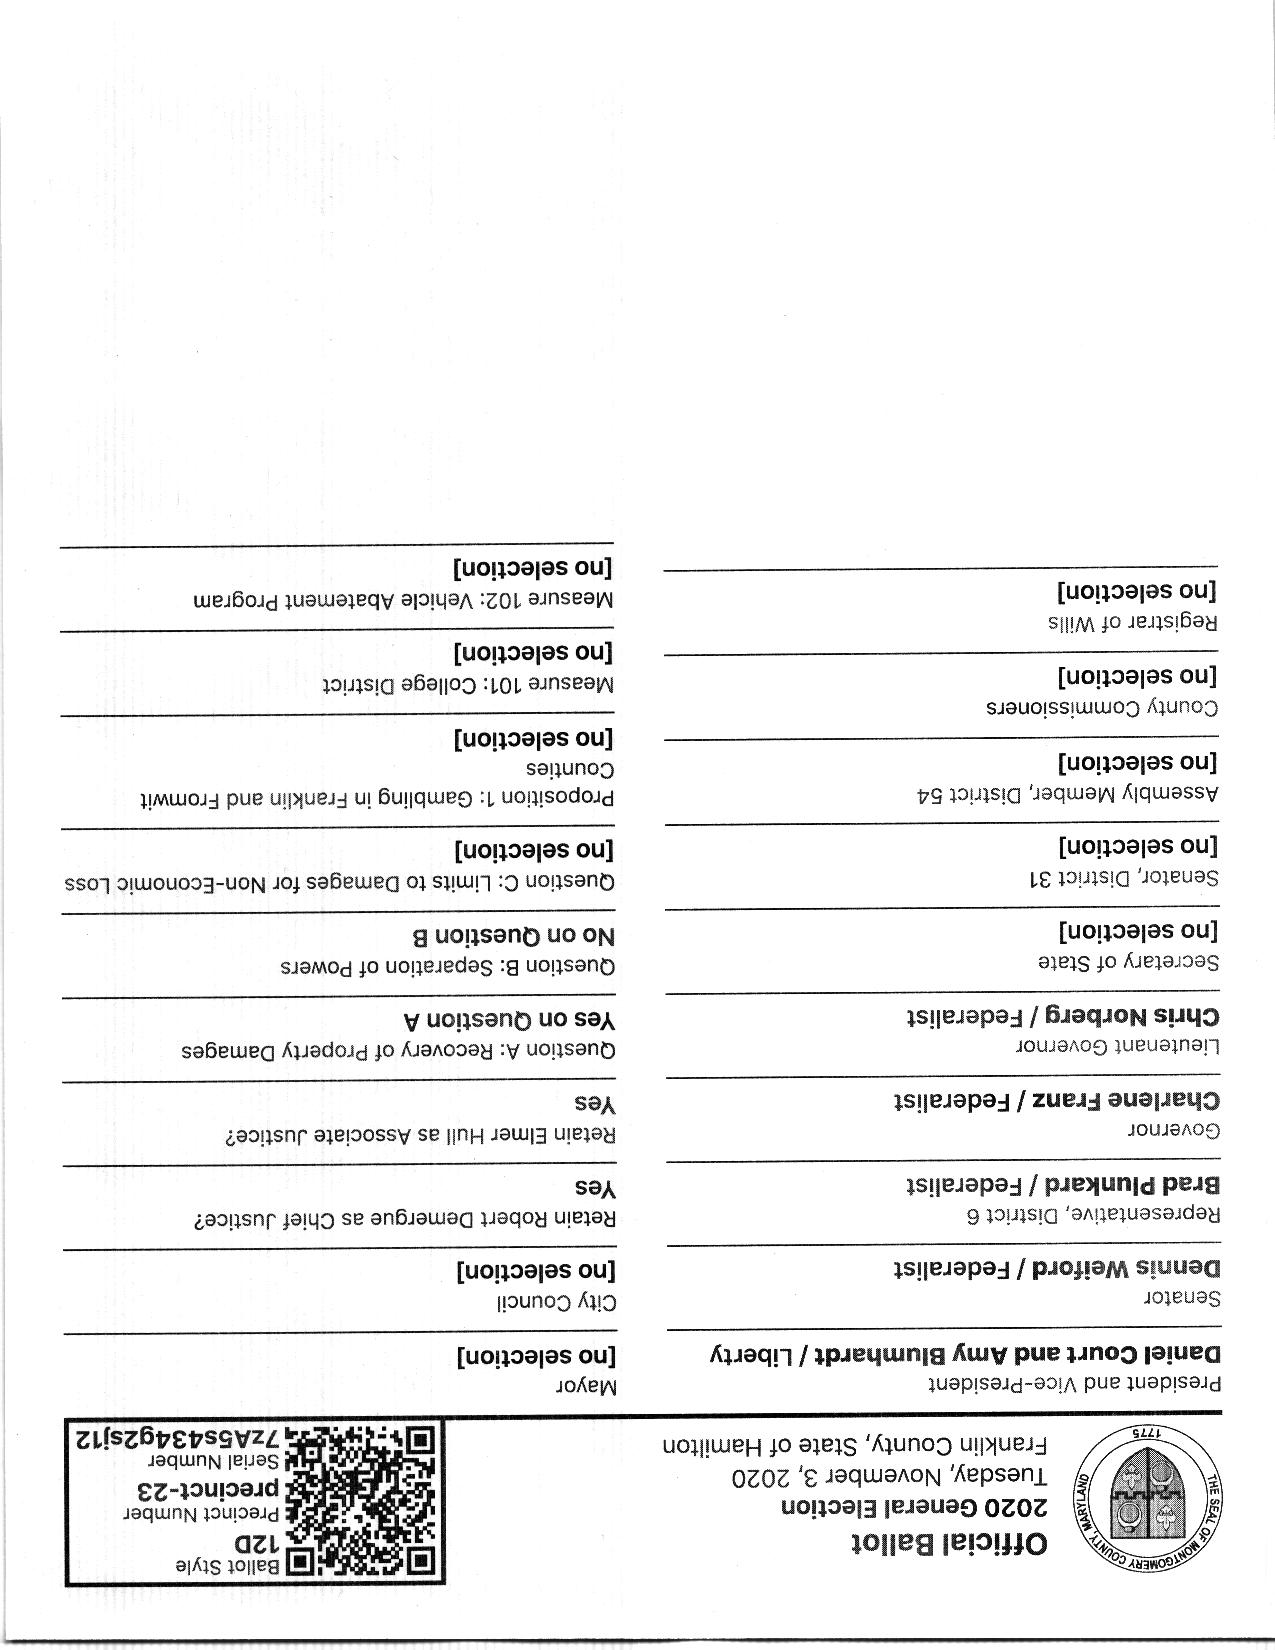 THE SEAL OF MONTGOMERY COUNTY, MARYLAND
1775
Official Ballot
2020 General Election
Tuesday, November 3, 2020
Franklin County, State of Hamilton
Ballot Style
12D
Precinct Number
precinct-23
Serial Number
7zA5s434g2sj12
President and Vice-President
Daniel Court and Amy Blumhardt / Liberty
Senator
Dennis Weiford / Federalist
Representative, District 6
Brad Plunkard / Federalist
Governor
Charlene Franz / Federalist
Lieutenant Governor
Chris Norberg / Federalist
Secretary of State
[no selection]
Senator, District 31
[no selection]
Assembly Member, District 54
[no selection]
County Commissioners
[no selection]
Registrar of Wills
[no selection]
Mayor
[no selection]
City Council
[no selection]
Retain Robert Demergue as Chief Justice?
Yes
Retain Elmer Hull as Associate Justice?
Yes
Question A: Recovery of Property Damages
Yes on Question A
Question B: Separation of Powers
No on Question B
Question C: Limits to Damages for Non-Economic Loss
[no selection]
Proposition 1: Gambling in Franklin and Fromwit
Counties
[no selection]
Measure 101: College District
[no selection]
Measure 102: Vehicle Abatement Program
[no selection]